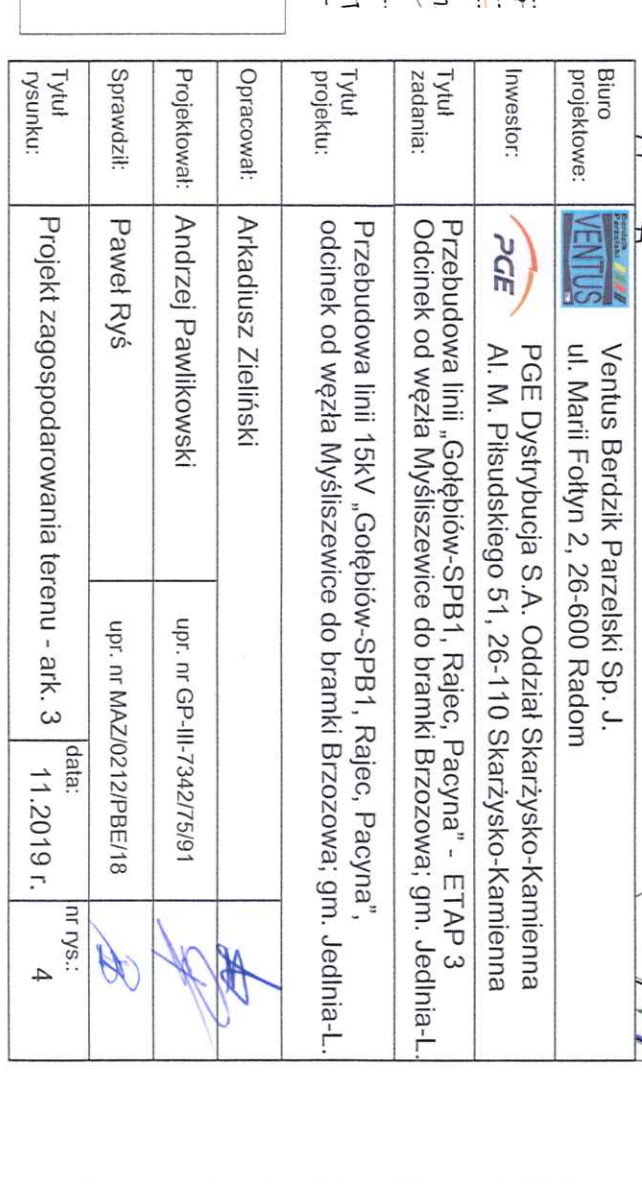 Biuro
projektowe:
Berdzik
Parzelski
VENTUS
Ventus Berdzik Parzelski Sp. J.
ul. Marii Fołtyn 2, 26-600 Radom
Inwestor:
PGE
PGE Dystrybucja S.A. Oddział Skarżysko-Kamienna
Al. M. Piłsudskiego 51, 26-110 Skarżysko-Kamienna
Tytuł
zadania:
Przebudowa linii „Gołębiów-SPB1, Rajec, Pacyna" - ETAP 3
Odcinek od węzła Myśliszewice do bramki Brzozowa; gm. Jedlnia-L.
Tytuł
projektu:
Przebudowa linii 15kV „Gołębiów-SPB1, Rajec, Pacyna",
odcinek od węzła Myśliszewice do bramki Brzozowa; gm. Jedlnia-L.
Opracował:
Arkadiusz Zieliński
Projektował:
Andrzej Pawlikowski
upr. nr GP-III-7342/75/91
Sprawdził:
Paweł Ryś
upr. nr MAZ/0212/PBE/18
Tytuł
rysunku:
Projekt zagospodarowania terenu - ark. 3
data:
11.2019 r.
nr rys.:
4